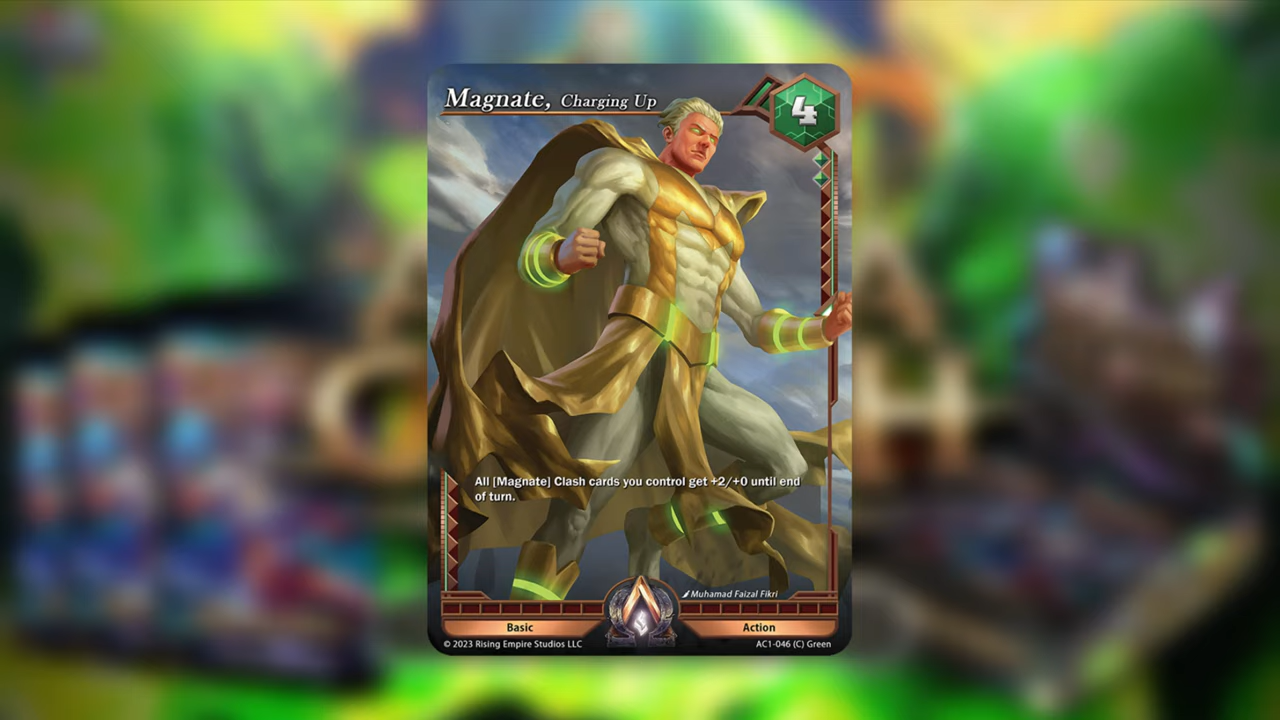 Magnate, Charging Up
4
All [Magnate] Clash cards you control get +2/+0 until end
of turn.
Muhamad Faizal Fikri
Basic
Action
© 2023 Rising Empire Studios LLC
AC1-046 (C) Green